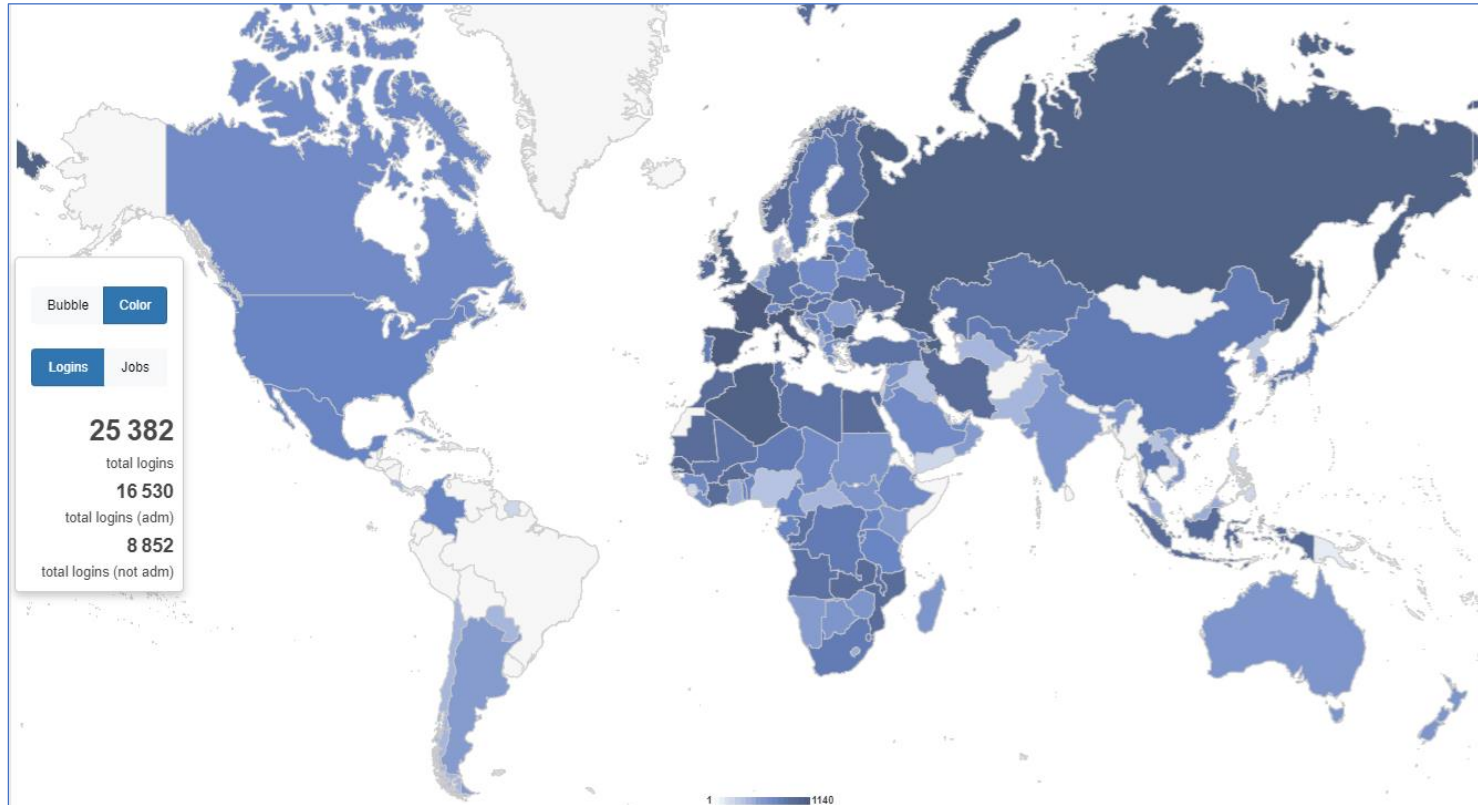 Bubble Color
Logins Jobs
25 382
total logins
16 530
total logins (adm)
8 852
total logins (not adm)
1 1140